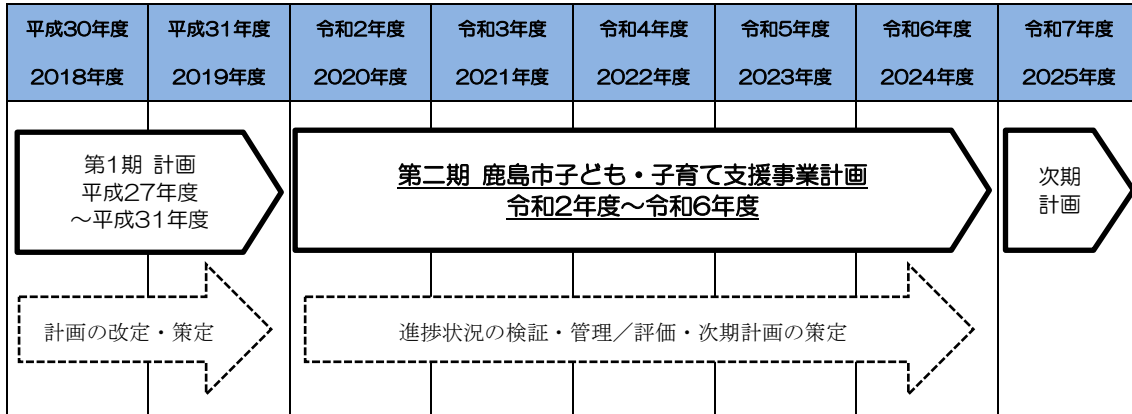 平成30年度 平成31年度 令和2年度 令和3年度 令和4年度 令和5年度 令和6年度 令和7年度
2018年度 2019年度 2020年度 2021年度 2022年度 2023年度 2024年度 2025年度
第1期 計画
平成27年度
～平成31年度
第二期 鹿島市子ども・子育て支援事業計画
令和2年度～令和6年度
次期
計画
計画の改定・策定
進捗状況の検証・管理／評価・次期計画の策定